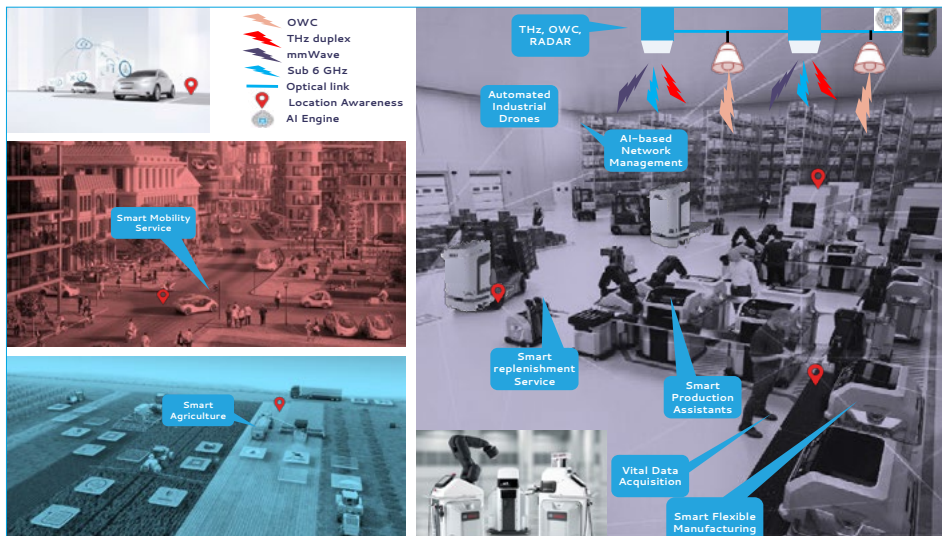 OWC
THz duplex
mmWave
Sub 6 GHz
Optical link
Location Awareness
AI Engine
THz, OWC,
RADAR
Automated
Industrial
Drones
AI-based
Network
Management
Smart Mobility
Service
Smart
replenishment
Service
Smart
Production
Assistants
Smart
Agriculture
Vital Data
Acquisition
Smart Flexible
Manufacturing